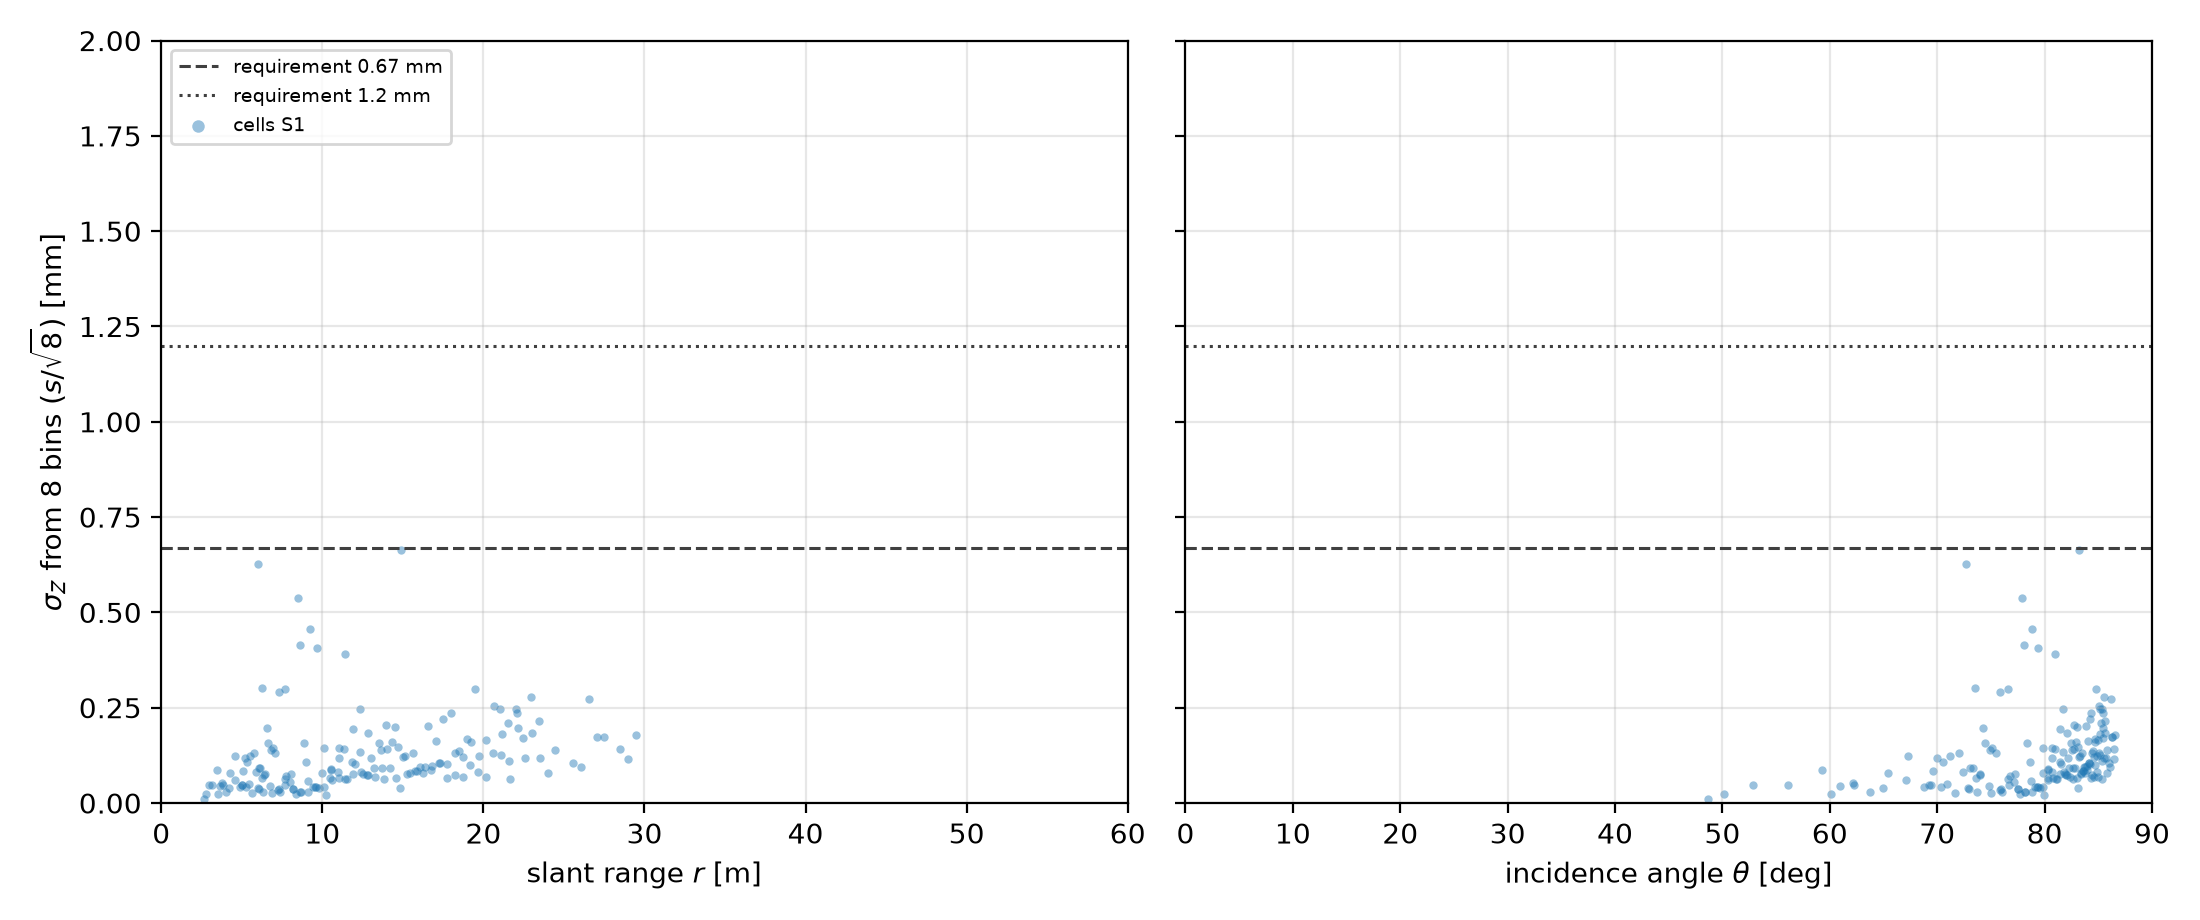 2.00
1.75
1.50
1.25
1.00
0.75
0.50
0.25
0.00
σ_Z from 8 bins (s/√8) [mm]
requirement 0.67 mm
requirement 1.2 mm
cells S1
0 10 20 30 40 50 60
slant range r [m]
0 10 20 30 40 50 60 70 80 90
incidence angle θ [deg]